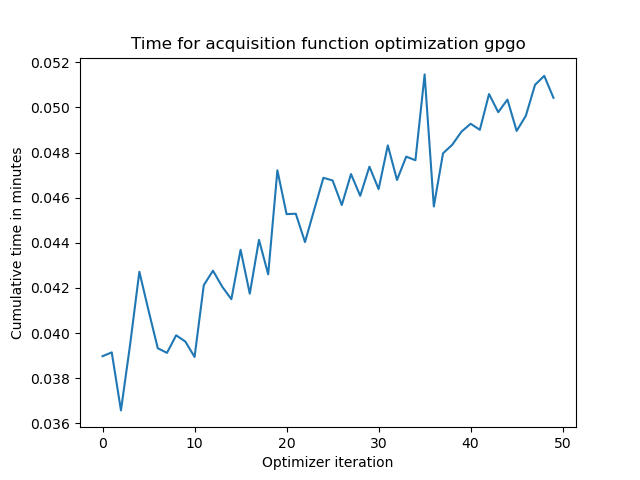 Time for acquisition function optimization gpgo
0.052
0.050
0.048
0.046
0.044
0.042
0.040
0.038
0.036
Cumulative time in minutes
0 10 20 30 40 50
Optimizer iteration